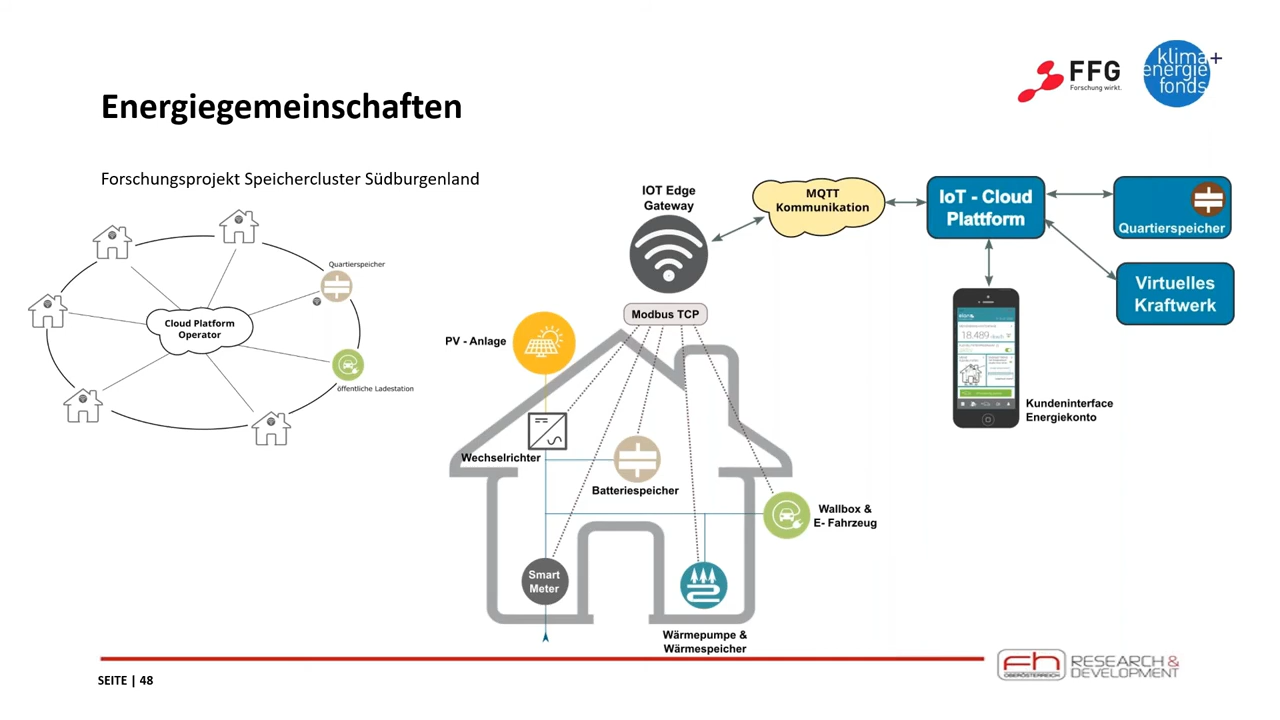 klima+
energie
fonds
FFG
Forschung wirkt.
Energiegemeinschaften
Forschungsprojekt Speichercluster Südburgenland
Quartierspeicher
Cloud Platform
Operator
öffentliche Ladestation
IOT Edge
Gateway
MQTT
Kommunikation
IoT - Cloud
Plattform
Quartierspeicher
Virtuelles
Kraftwerk
Modbus TCP
PV - Anlage
18.489
Kundeninterface
Energiekonto
Wechselrichter
Batteriespeicher
Wallbox &
E- Fahrzeug
Smart
Meter
Wärmepumpe &
Wärmespeicher
SEITE | 48
fh
OBERÖSTERREICH
RESEARCH &
DEVELOPMENT